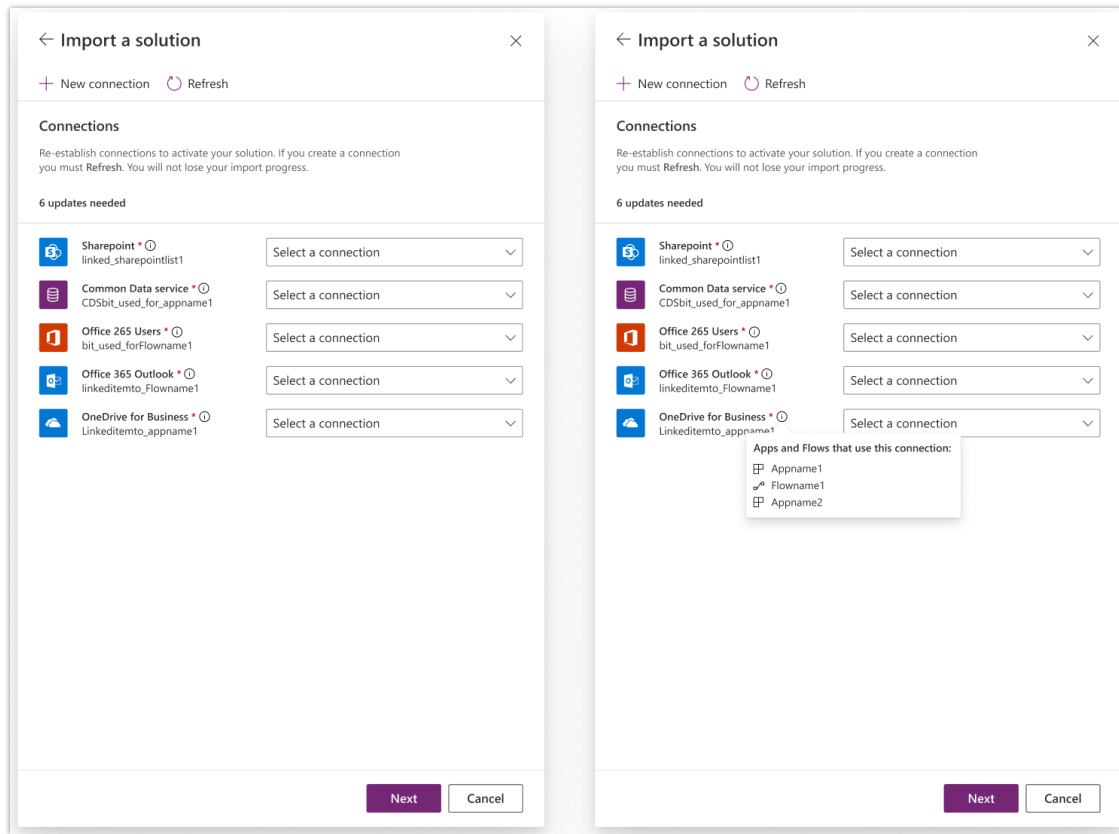 Import a solution
New connection Refresh
Connections
Re-establish connections to activate your solution. If you create a connection
you must Refresh. You will not lose your import progress.
6 updates needed
Sharepoint *
linked_sharepointlist1
Select a connection
Common Data service *
CDSbit_used_for_appname1
Select a connection
Office 265 Users *
bit_used_forFlowname1
Select a connection
Office 365 Outlook *
linkeditemto_Flowname1
Select a connection
OneDrive for Business *
Linkeditemto_appname1
Select a connection
Next Cancel
Import a solution
New connection Refresh
Connections
Re-establish connections to activate your solution. If you create a connection
you must Refresh. You will not lose your import progress.
6 updates needed
Sharepoint *
linked_sharepointlist1
Select a connection
Common Data service *
CDSbit_used_for_appname1
Select a connection
Office 265 Users *
bit_used_forFlowname1
Select a connection
Office 365 Outlook *
linkeditemto_Flowname1
Select a connection
OneDrive for Business *
Linkeditemto_appname1
Select a connection
Apps and Flows that use this connection:
Appname1
Flowname1
Appname2
Next Cancel